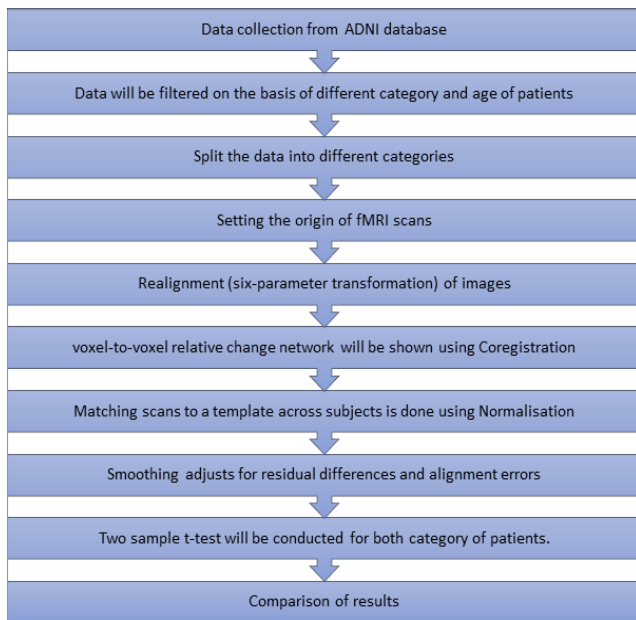 Data collection from ADNI database
Data will be filtered on the basis of different category and age of patients
Split the data into different categories
Setting the origin of fMRI scans
Realignment (six-parameter transformation) of images
voxel-to-voxel relative change network will be shown using Coregistration
Matching scans to a template across subjects is done using Normalisation
Smoothing adjusts for residual differences and alignment errors
Two sample t-test will be conducted for both category of patients.
Comparison of results